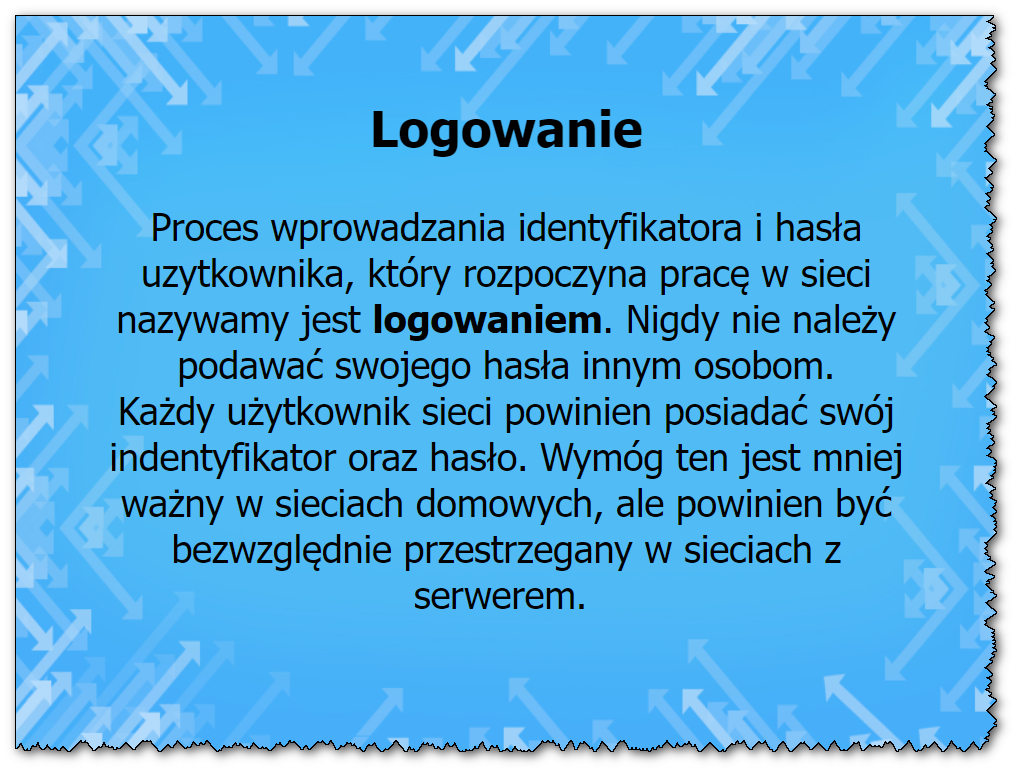 Logowanie
Proces wprowadzania identyfikatora i hasła
uzytkownika, który rozpoczyna pracę w sieci
nazywamy jest logowaniem. Nigdy nie należy
podawać swojego hasła innym osobom.
Każdy użytkownik sieci powinien posiadać swój
indentyfikator oraz hasło. Wymóg ten jest mniej
ważny w sieciach domowych, ale powinien być
bezwzględnie przestrzegany w sieciach z
serwerem.